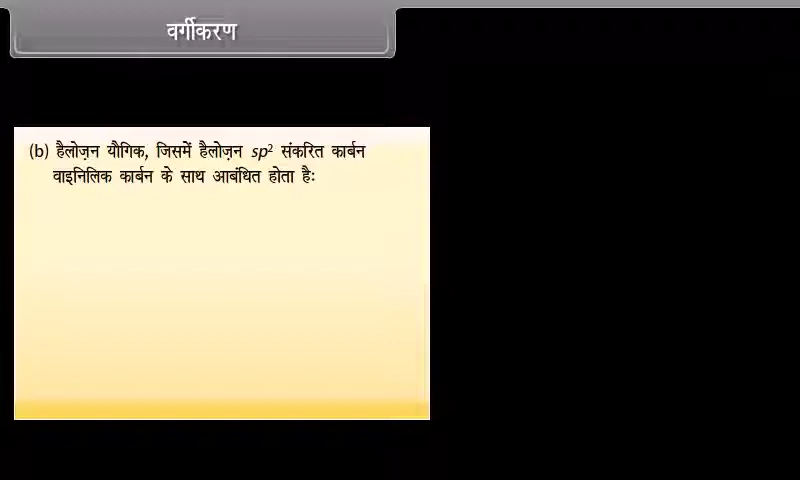 वर्गीकरण
(b) हैलोज़न यौगिक, जिसमें हैलोज़न sp² संकरित कार्बन
वाइनिलिक कार्बन के साथ आबंधित होता हैः